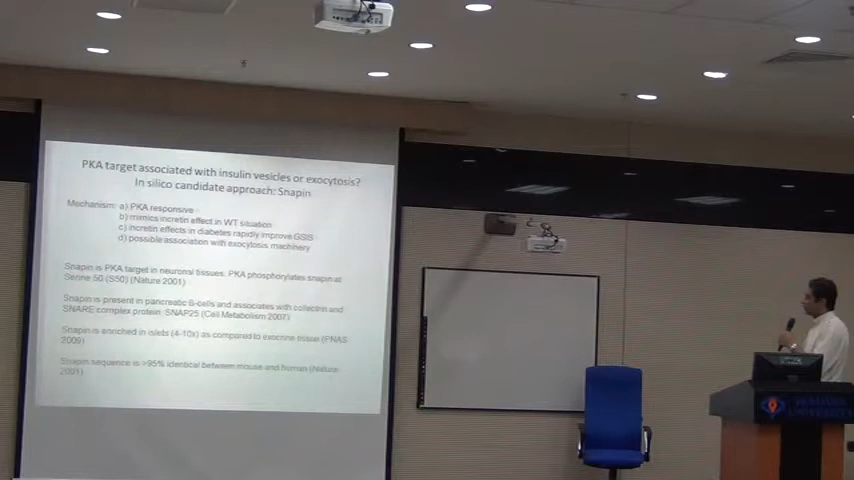 PKA target associated with insulin vesicles or exocytosis?
In silico candidate approach: Snapin
Mechanism: a) PKA responsive
b) mimics incretin effect in WT situation
c) incretin effects in diabetes rapidly improve GSIS
d) possible association with exocytosis machinery
Snapin is PKA target in neuronal tissues. PKA phosphorylates snapin at
Serine 50 (S50) (Nature 2001)
Snapin is present in pancreatic B-cells and associates with collectrin and
SNARE complex protein: SNAP25 (Cell Metabolism 2007)
Snapin is enriched in islets (4-10x) as compared to exocrine tissue (PNAS
2009)
Snapin sequence is >95% identical between mouse and human (Nature
2001)
UNIVERSITY